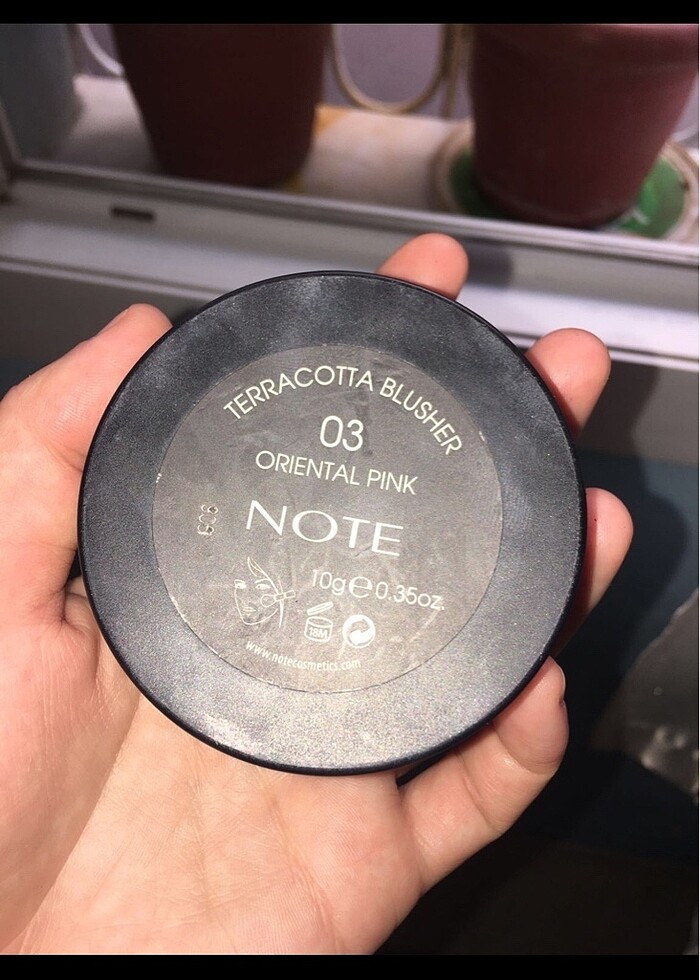 TERRACOTTA BLUSHER
03
ORIENTAL PINK
NOTE
10g e 0.35oz.
18M
www.notecosmetics.com